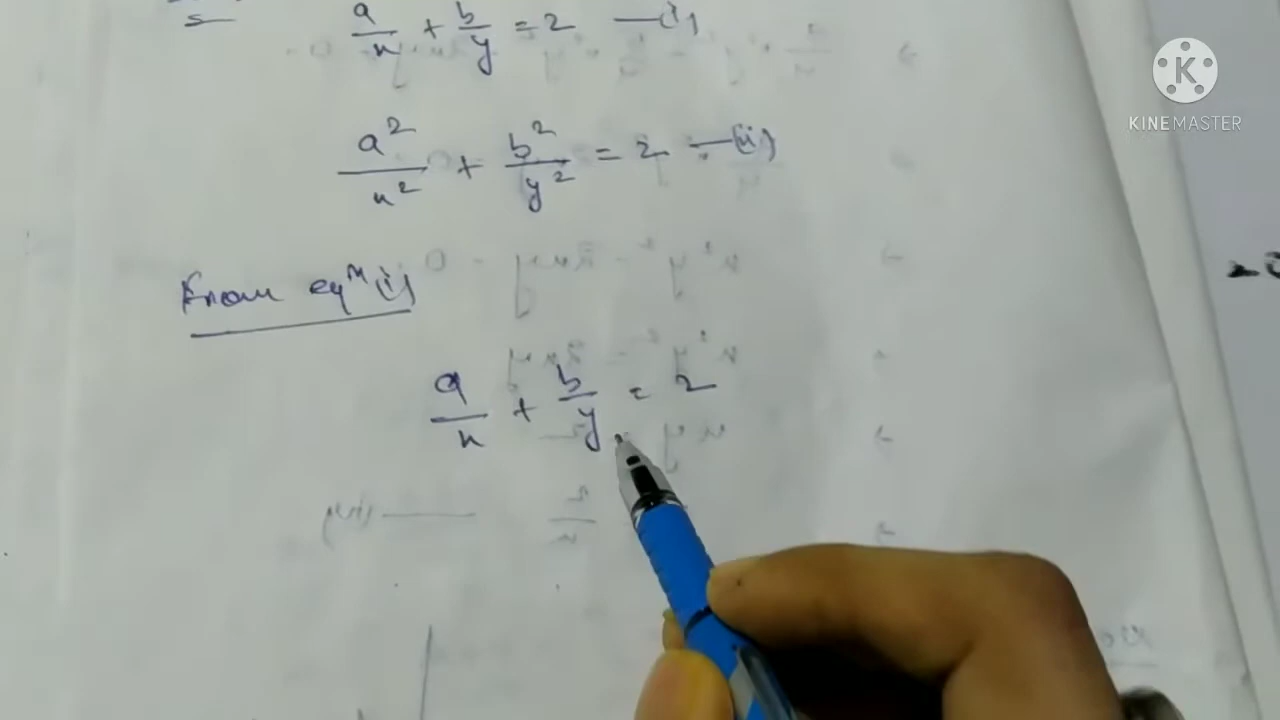 a/x + b/y = 2 —(i)
a²/x² + b²/y² = 2 —(ii)
From eqⁿ (i)
a/x + b/y = 2
KINEMASTER